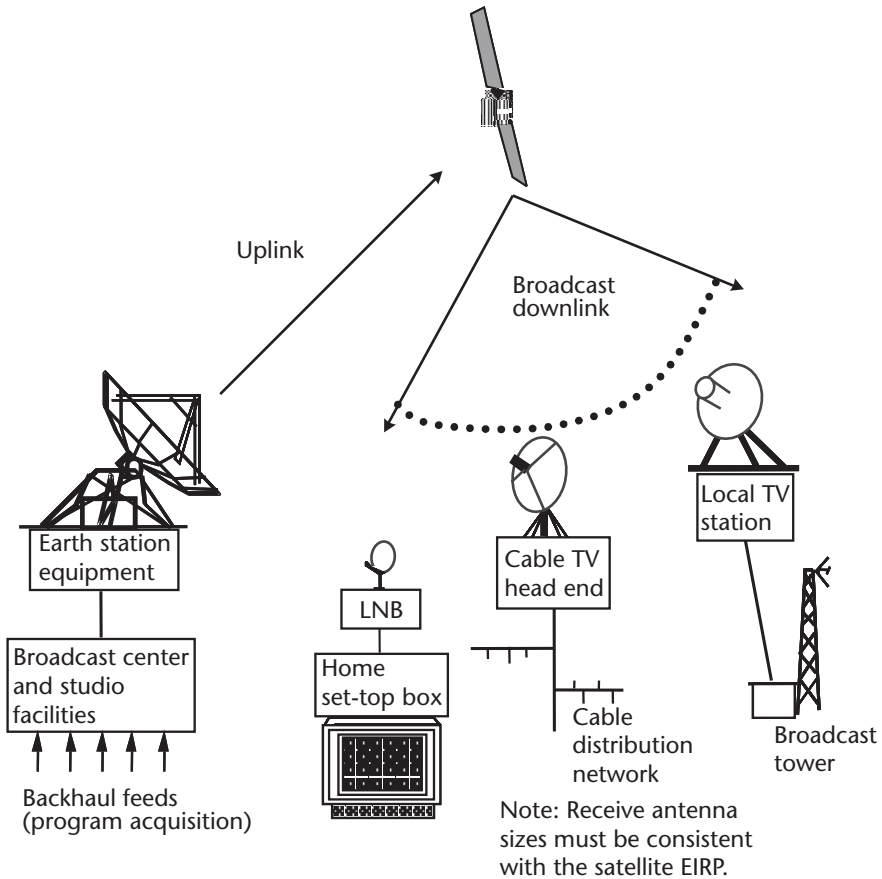 Uplink
Broadcast
downlink
Earth station
equipment
Broadcast center
and studio
facilities
Backhaul feeds
(program acquisition)
LNB
Home
set-top box
Cable TV
head end
Cable
distribution
network
Local TV
station
Broadcast
tower
Note: Receive antenna
sizes must be consistent
with the satellite EIRP.